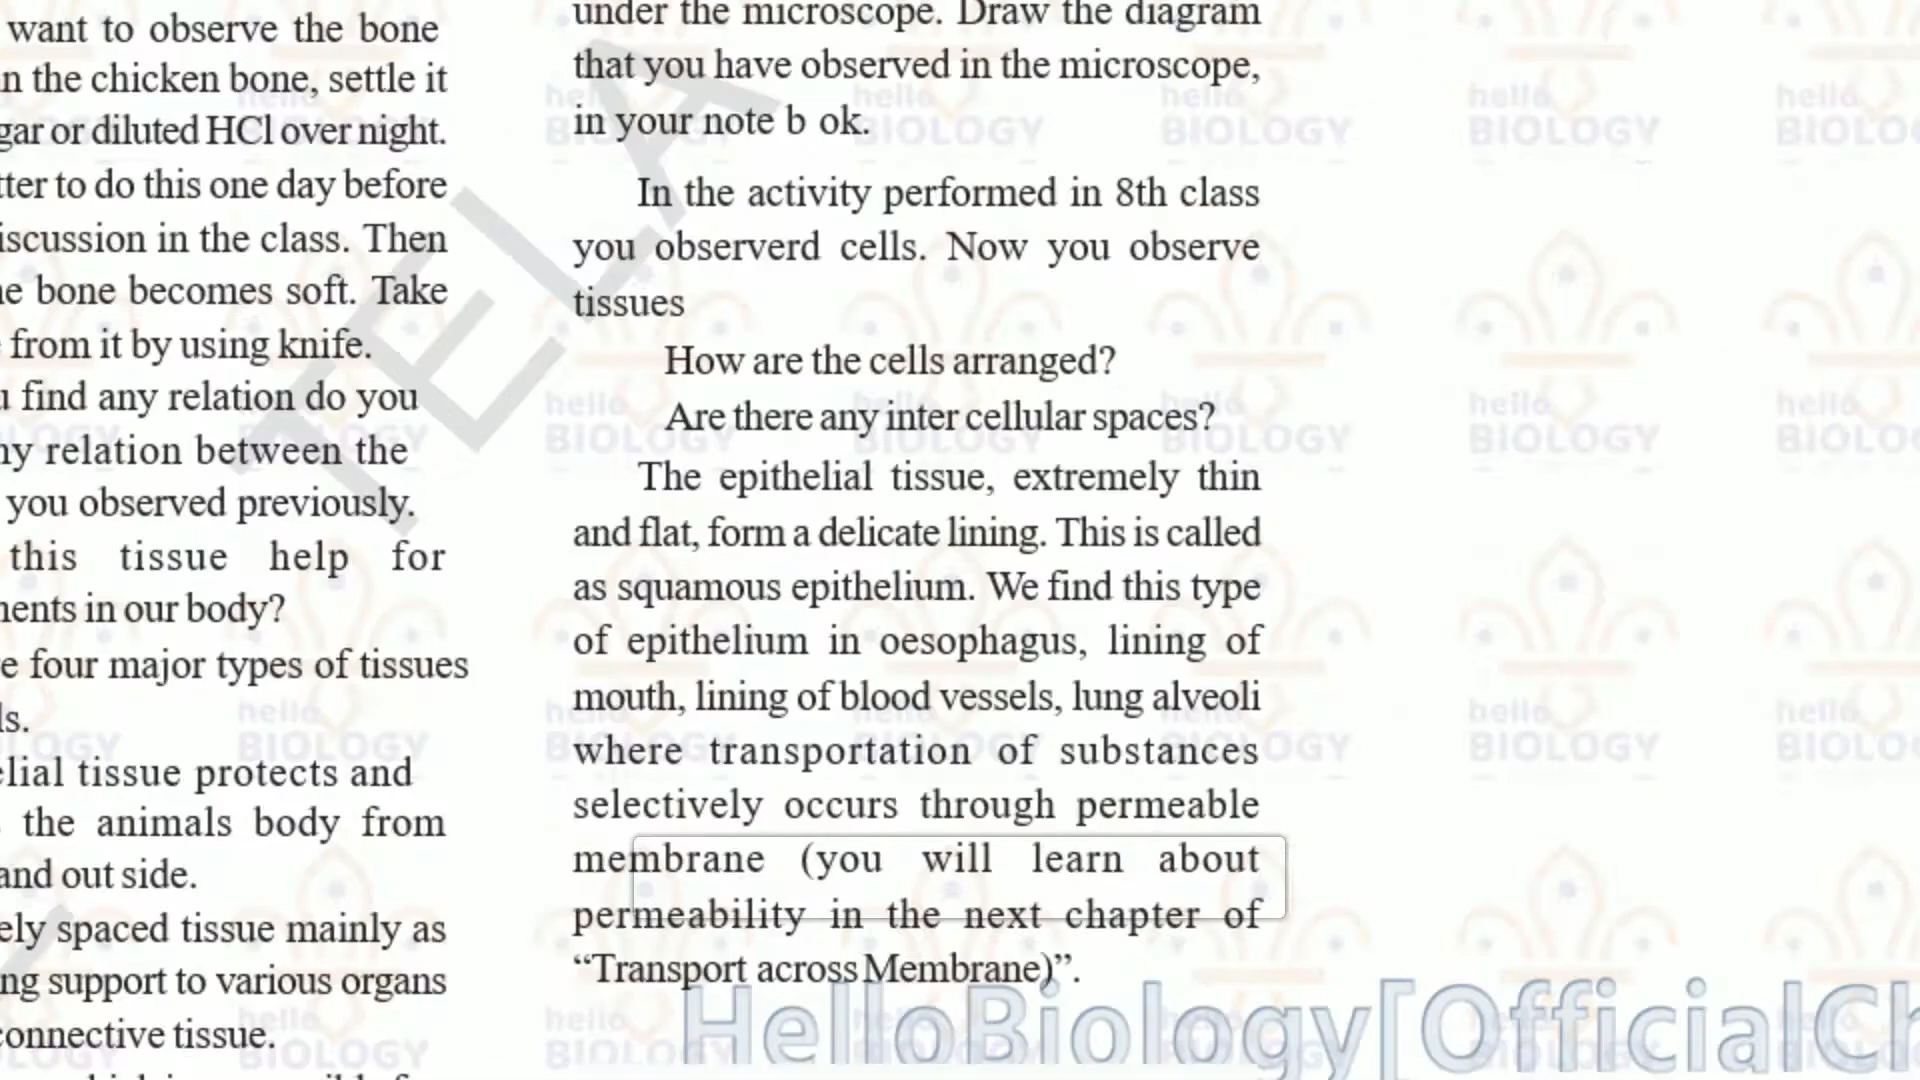 want to observe the bone
n the chicken bone, settle it
gar or diluted HCl over night.
tter to do this one day before
iscussion in the class. Then
e bone becomes soft. Take
from it by using knife.
find any relation do you
ny relation between the
you observed previously.
this tissue help for
ments in our body?
e four major types of tissues
ls.
elial tissue protects and
the animals body from
and out side.
ely spaced tissue mainly as
ng support to various organs
connective tissue.
under the microscope. Draw the diagram
that you have observed in the microscope,
in your note b ok.
In the activity performed in 8th class
you observerd cells. Now you observe
tissues
How are the cells arranged?
Are there any inter cellular spaces?
The epithelial tissue, extremely thin
and flat, form a delicate lining. This is called
as squamous epithelium. We find this type
of epithelium in oesophagus, lining of
mouth, lining of blood vessels, lung alveoli
where transportation of substances
selectively occurs through permeable
membrane (you will learn about
permeability in the next chapter of
“Transport across Membrane)”.
TELA
hello BIOLOGY
HelloBiology[OfficialCh